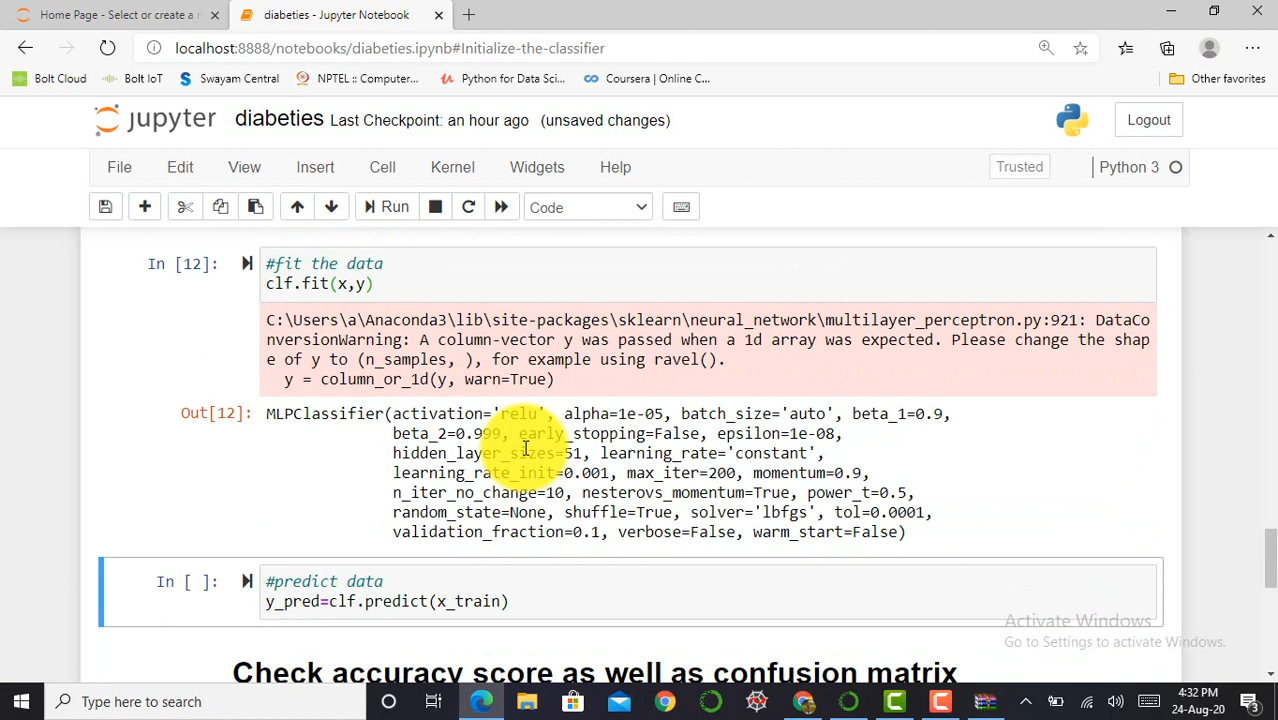 Home Page - Select or create a n
diabeties - Jupyter Notebook
localhost:8888/notebooks/diabeties.ipynb#Initialize-the-classifier
Bolt Cloud
Bolt IoT
Swayam Central
NPTEL :: Computer...
Python for Data Sci...
Coursera | Online C...
Other favorites
jupyter
diabeties Last Checkpoint: an hour ago (unsaved changes)
Logout
File
Edit
View
Insert
Cell
Kernel
Widgets
Help
Trusted
Python 3
Run
Code
In [12]:
#fit the data
clf.fit(x,y)
C:\Users\a\Anaconda3\lib\site-packages\sklearn\neural_network\multilayer_perceptron.py:921: DataCo
nversionWarning: A column-vector y was passed when a 1d array was expected. Please change the shap
e of y to (n_samples, ), for example using ravel().
y = column_or_1d(y, warn=True)
Out[12]:
MLPClassifier(activation='relu', alpha=1e-05, batch_size='auto', beta_1=0.9,
beta_2=0.999, early_stopping=False, epsilon=1e-08,
hidden_layer_sizes=51, learning_rate='constant',
learning_rate_init=0.001, max_iter=200, momentum=0.9,
n_iter_no_change=10, nesterovs_momentum=True, power_t=0.5,
random_state=None, shuffle=True, solver='lbfgs', tol=0.0001,
validation_fraction=0.1, verbose=False, warm_start=False)
In [ ]:
#predict data
y_pred=clf.predict(x_train)
Activate Windows
Go to Settings to activate Windows.
Check accuracy score as well as confusion matrix
Type here to search
4:32 PM
24-Aug-20
3